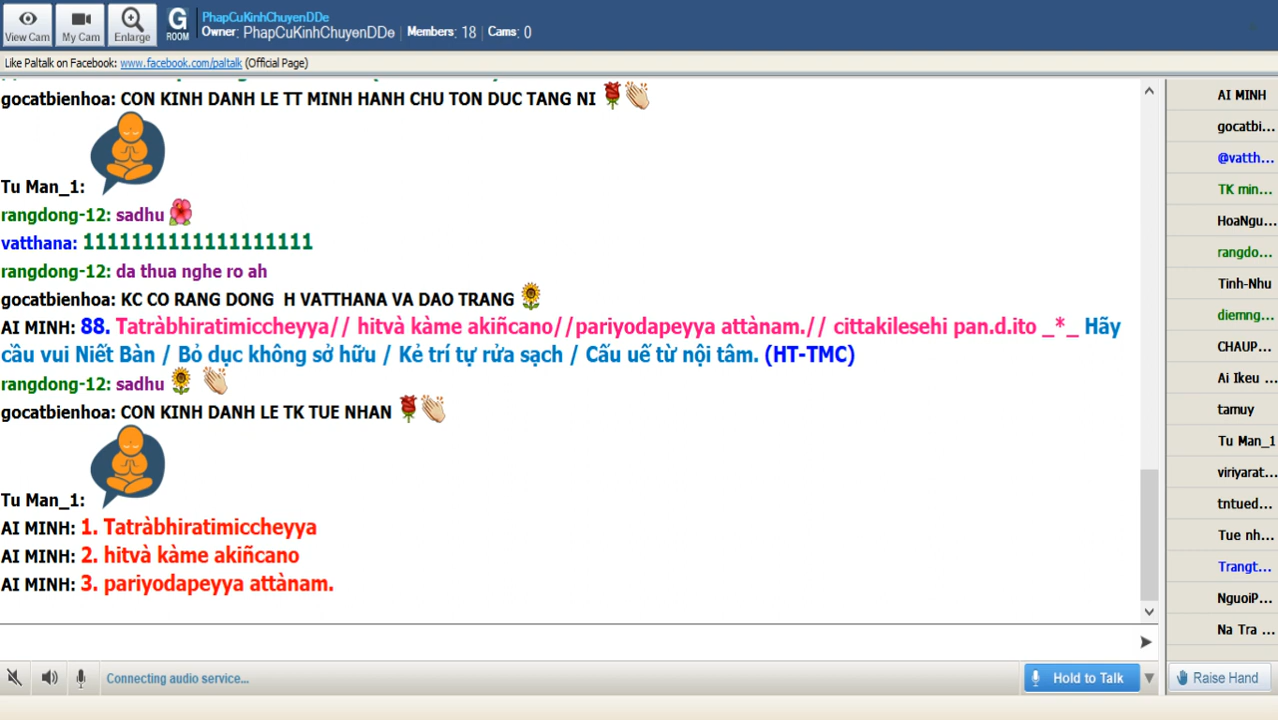 PhapCuKinhChuyenDDe
Owner: PhapCuKinhChuyenDDe | Members: 18 | Cams: 0
View Cam
My Cam
Enlarge
G
ROOM
Like Paltalk on Facebook: www.facebook.com/paltalk (Official Page)
gocatbienhoa: CON KINH DANH LE TT MINH HANH CHU TON DUC TANG NI
Tu Man_1:
rangdong-12: sadhu
vatthana: 111111111111111111
rangdong-12: da thua nghe ro ah
gocatbienhoa: KC CO RANG DONG H VATTHANA VA DAO TRANG
AI MINH: 88. Tatràbhiratimiccheyya// hitvà kàme akiñcano//pariyodapeyya attànam.// cittakilesehi pan.d.ito _*_ Hãy
cầu vui Niết Bàn / Bỏ dục không sở hữu / Kẻ trí tự rửa sạch / Cấu uế từ nội tâm. (HT-TMC)
rangdong-12: sadhu
gocatbienhoa: CON KINH DANH LE TK TUE NHAN
Tu Man_1:
AI MINH: 1. Tatràbhiratimiccheyya
AI MINH: 2. hitvà kàme akiñcano
AI MINH: 3. pariyodapeyya attànam.
AI MINH
gocatbi...
@vatth...
TK min...
HoaNgu...
rangdo...
Tinh-Nhu
diemng...
CHAUP...
Ai Ikeu ...
tamuy
Tu Man_1
viriyarat...
tntued...
Tue nh...
Trangt...
NguoiP...
Na Tra ...
Connecting audio service...
Hold to Talk
Raise Hand